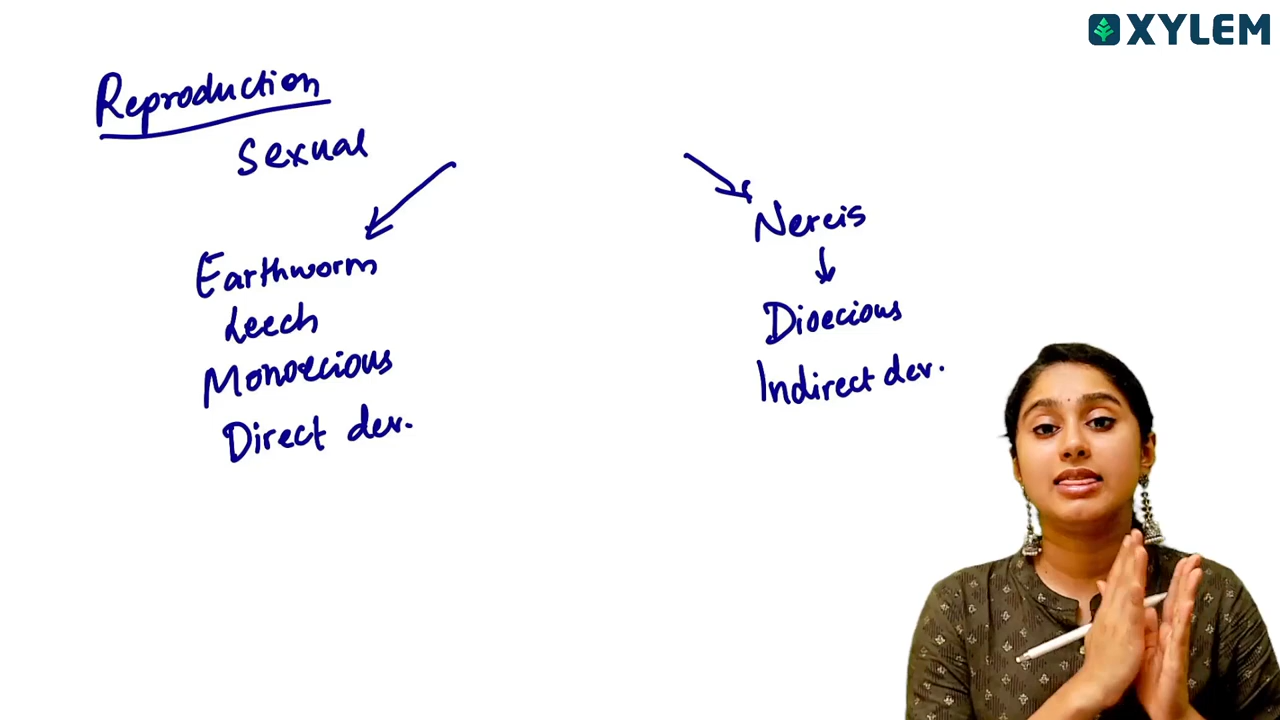 XYLEM
Reproduction
Sexual
Earthworm
Leech
Monoecious
Direct dev.
Nereis
Dioecious
Indirect dev.